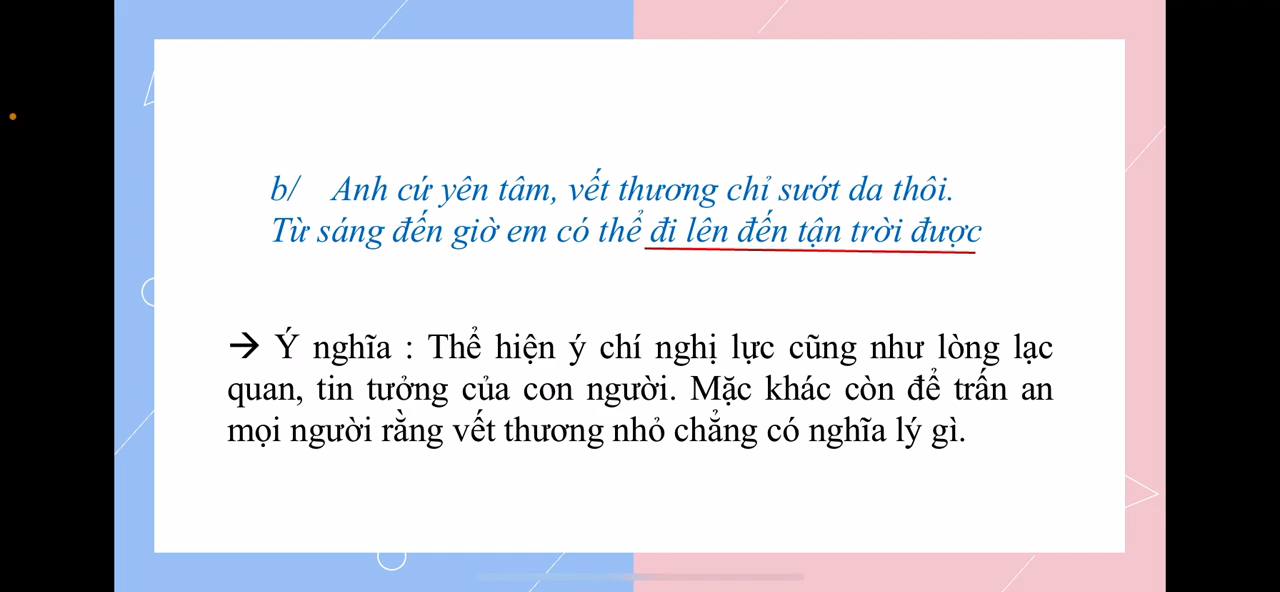 b/ Anh cứ yên tâm, vết thương chỉ sướt da thôi.
Từ sáng đến giờ em có thể đi lên đến tận trời được
→ Ý nghĩa : Thể hiện ý chí nghị lực cũng như lòng lạc
quan, tin tưởng của con người. Mặc khác còn để trấn an
mọi người rằng vết thương nhỏ chẳng có nghĩa lý gì.